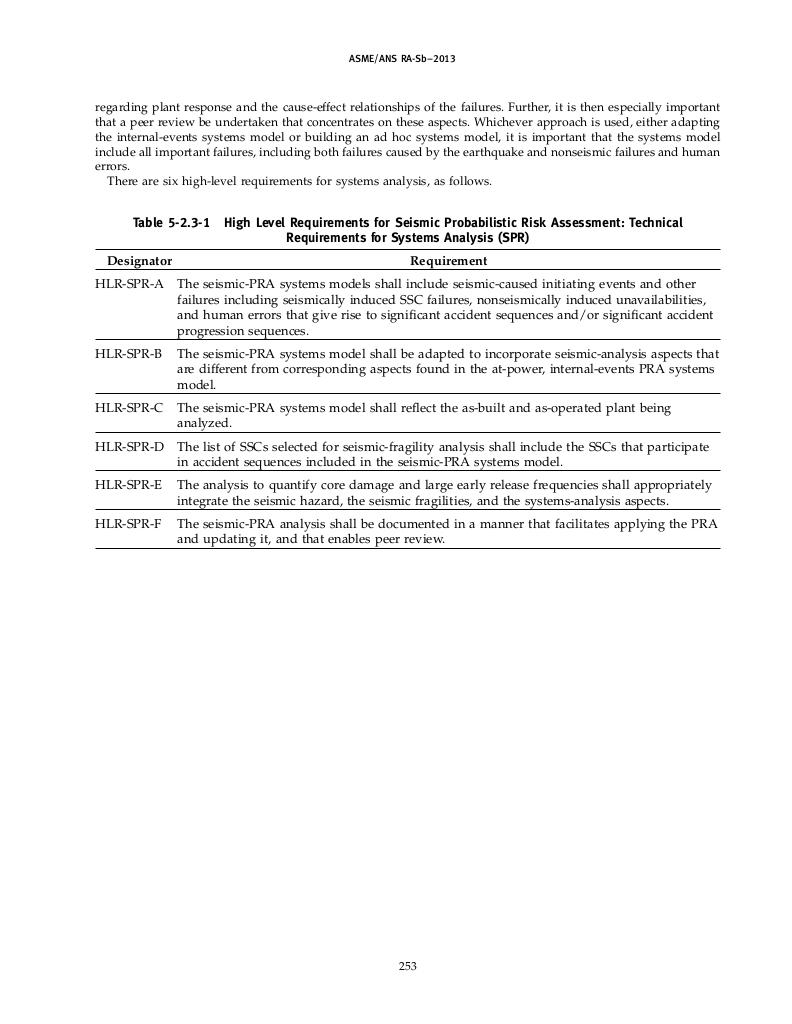 ASME/ANS RA-Sb–2013
regarding plant response and the cause-effect relationships of the failures. Further, it is then especially important
that a peer review be undertaken that concentrates on these aspects. Whichever approach is used, either adapting
the internal-events systems model or building an ad hoc systems model, it is important that the systems model
include all important failures, including both failures caused by the earthquake and nonseismic failures and human
errors.
There are six high-level requirements for systems analysis, as follows.
Table 5-2.3-1 High Level Requirements for Seismic Probabilistic Risk Assessment: Technical
Requirements for Systems Analysis (SPR)
Designator Requirement
HLR-SPR-A The seismic-PRA systems models shall include seismic-caused initiating events and other
failures including seismically induced SSC failures, nonseismically induced unavailabilities,
and human errors that give rise to significant accident sequences and/or significant accident
progression sequences.
HLR-SPR-B The seismic-PRA systems model shall be adapted to incorporate seismic-analysis aspects that
are different from corresponding aspects found in the at-power, internal-events PRA systems
model.
HLR-SPR-C The seismic-PRA systems model shall reflect the as-built and as-operated plant being
analyzed.
HLR-SPR-D The list of SSCs selected for seismic-fragility analysis shall include the SSCs that participate
in accident sequences included in the seismic-PRA systems model.
HLR-SPR-E The analysis to quantify core damage and large early release frequencies shall appropriately
integrate the seismic hazard, the seismic fragilities, and the systems-analysis aspects.
HLR-SPR-F The seismic-PRA analysis shall be documented in a manner that facilitates applying the PRA
and updating it, and that enables peer review.
253